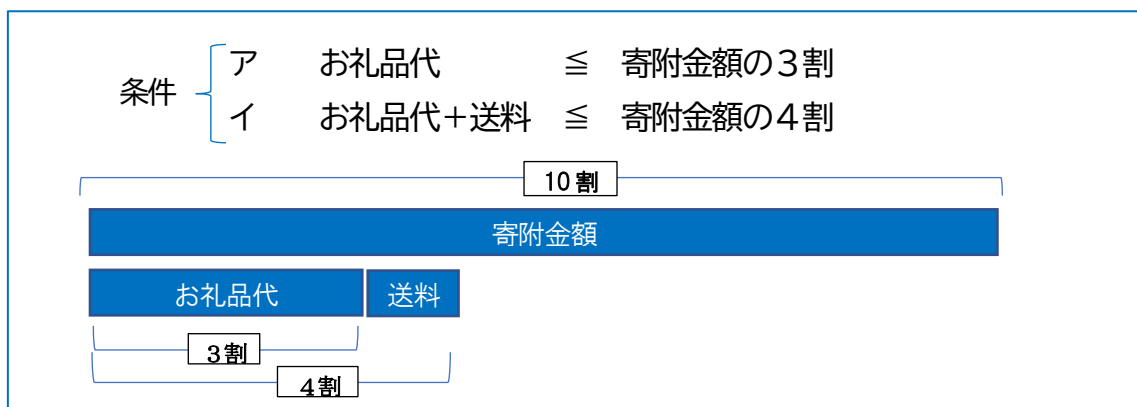 条件
ア お礼品代 ≦ 寄附金額の3割
イ お礼品代+送料 ≦ 寄附金額の4割
10割
寄附金額
お礼品代 送料
3割
4割